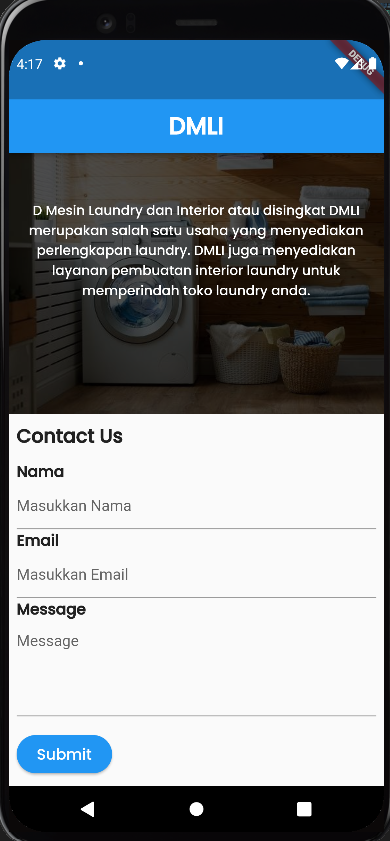 4:17
DEBUG
DMLI
D Mesin Laundry dan Interior atau disingkat DMLI
merupakan salah satu usaha yang menyediakan
perlengkapan laundry. DMLI juga menyediakan
layanan pembuatan interior laundry untuk
memperindah toko laundry anda.
Contact Us
Nama
Masukkan Nama
Email
Masukkan Email
Message
Message
Submit